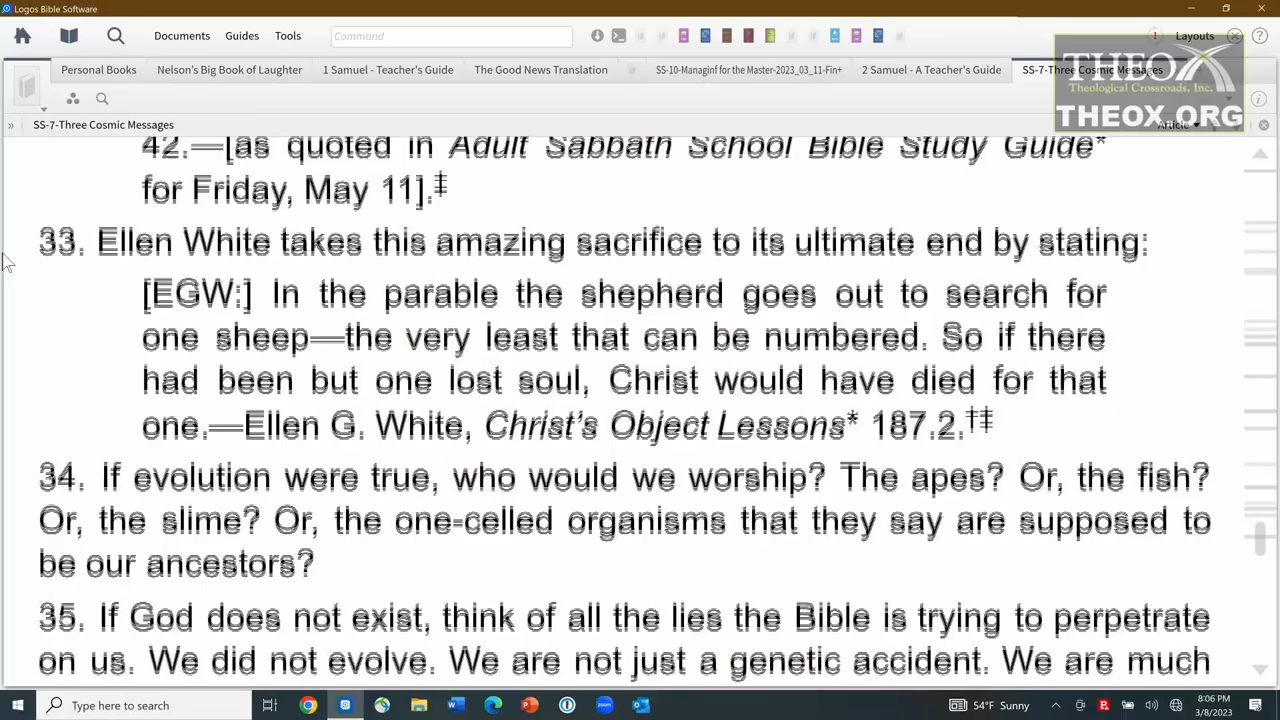 Logos Bible Software
Documents Guides Tools Command Layouts
Personal Books Nelson's Big Book of Laughter The Good News Translation SS-10-Managing for the Master-2023_03_11-Fin+ 2 Samuel - A Teacher's Guide SS-7-Three Cosmic Messages
THEOX
Theological Crossroads, Inc.
THEOX.ORG
SS-7-Three Cosmic Messages Article
42.—[as quoted in Adult Sabbath School Bible Study Guide*
for Friday, May 11].‡
33. Ellen White takes this amazing sacrifice to its ultimate end by stating:
[EGW:] In the parable the shepherd goes out to search for
one sheep—the very least that can be numbered. So if there
had been but one lost soul, Christ would have died for that
one.—Ellen G. White, Christ's Object Lessons* 187.2.†‡
34. If evolution were true, who would we worship? The apes? Or, the fish?
Or, the slime? Or, the one-celled organisms that they say are supposed to
be our ancestors?
35. If God does not exist, think of all the lies the Bible is trying to perpetrate
on us. We did not evolve. We are not just a genetic accident. We are much
Type here to search 54°F Sunny 8:06 PM
3/8/2023